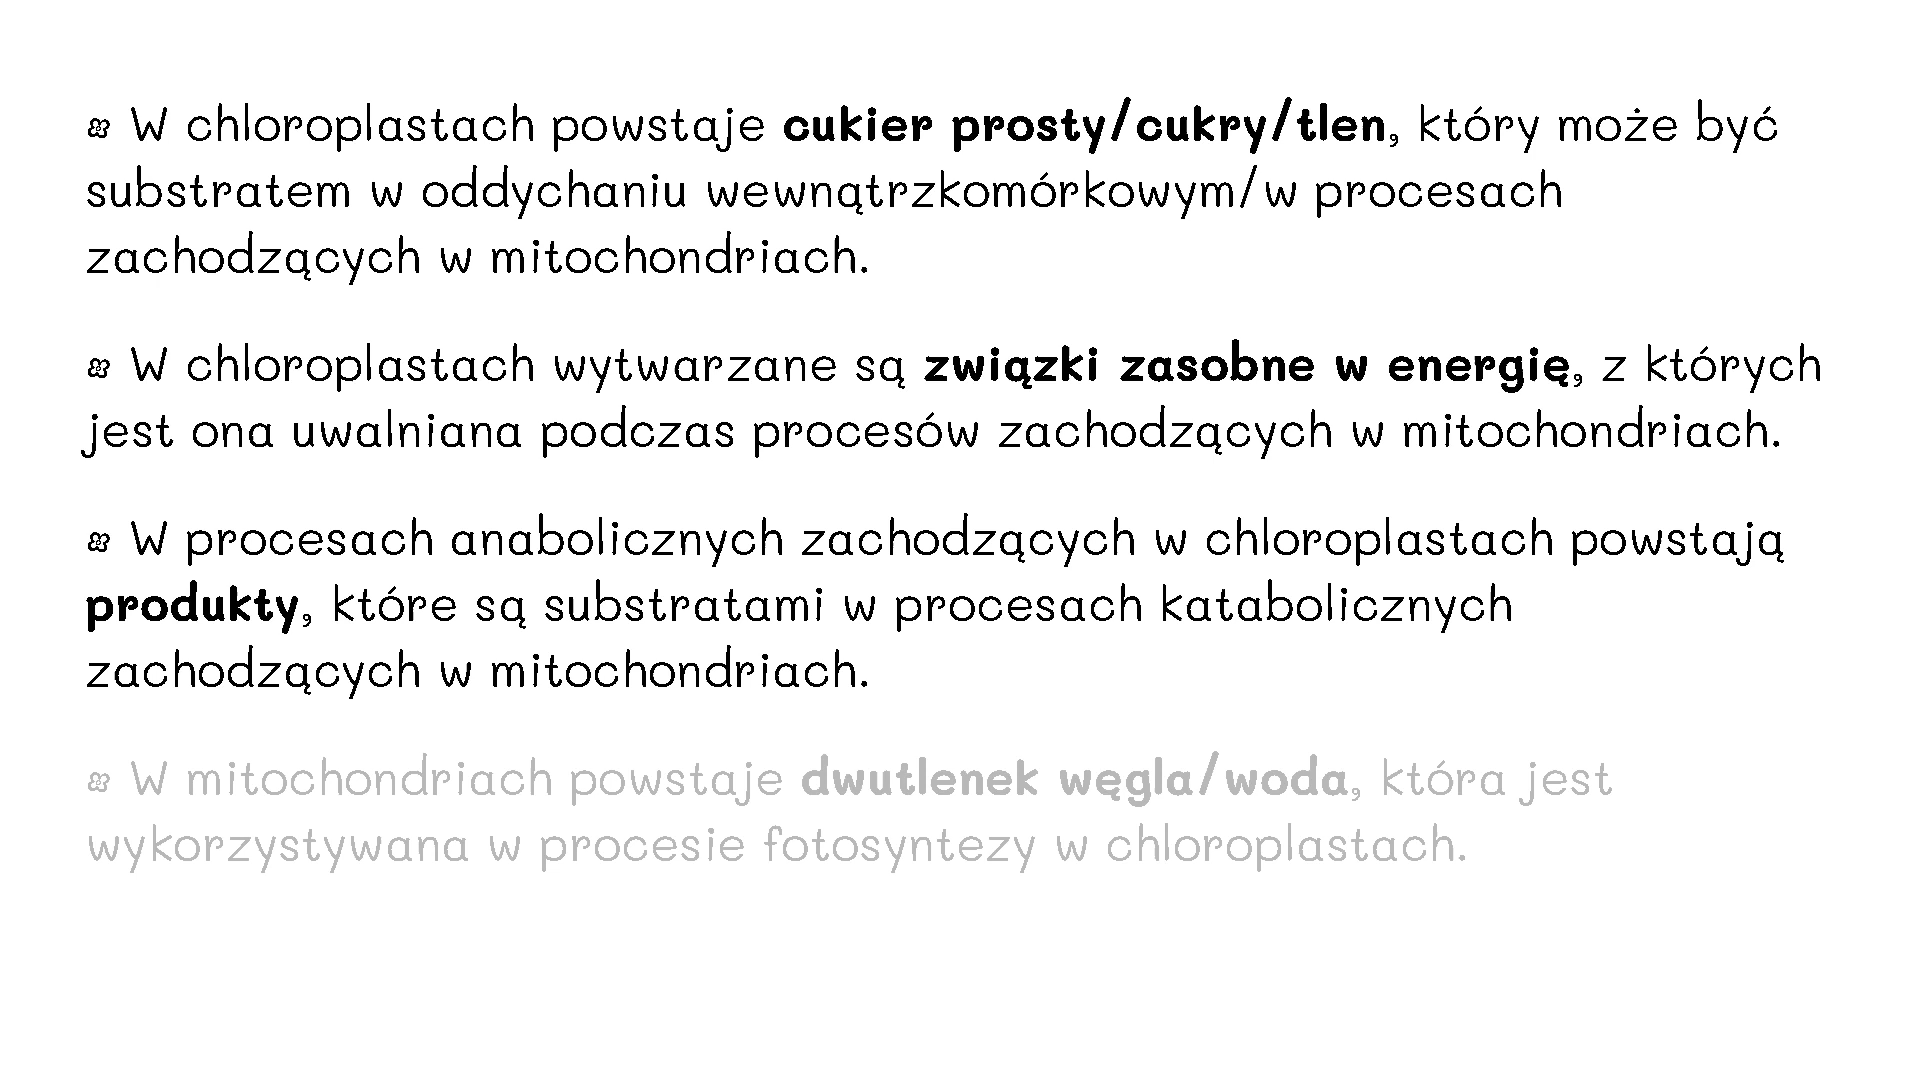 W chloroplastach powstaje cukier prosty/cukry/tlen, który może być
substratem w oddychaniu wewnątrzkomórkowym/w procesach
zachodzących w mitochondriach.
W chloroplastach wytwarzane są związki zasobne w energię, z których
jest ona uwalniana podczas procesów zachodzących w mitochondriach.
W procesach anabolicznych zachodzących w chloroplastach powstają
produkty, które są substratami w procesach katabolicznych
zachodzących w mitochondriach.
W mitochondriach powstaje dwutlenek węgla/woda, która jest
wykorzystywana w procesie fotosyntezy w chloroplastach.